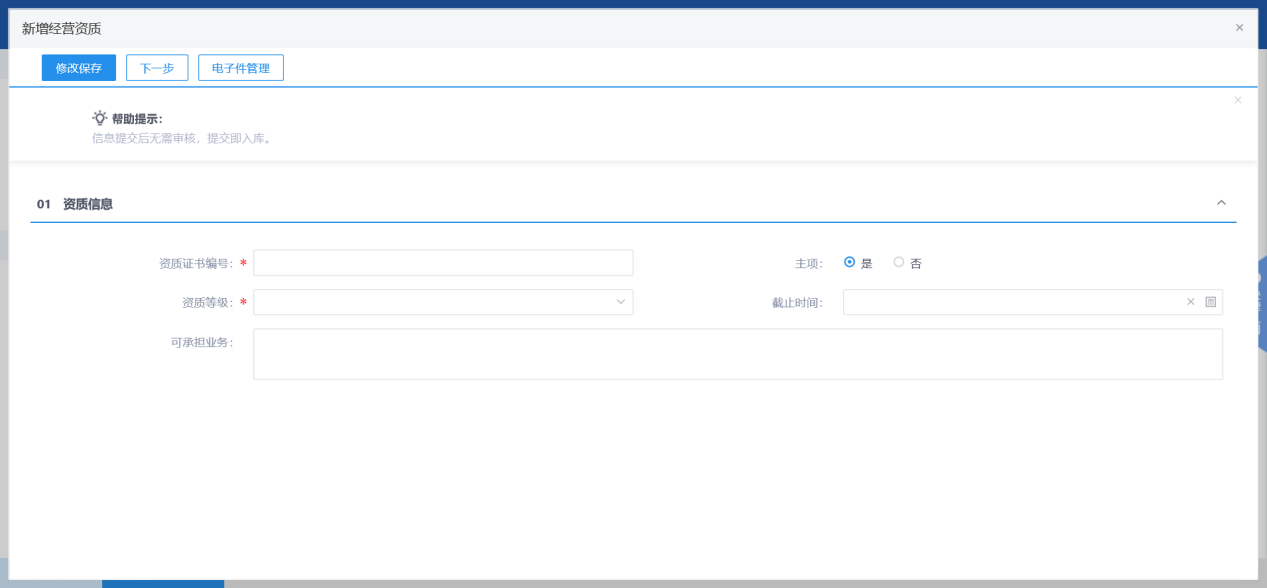 新增经营资质
修改保存 下一步 电子件管理
帮助提示：
信息提交后无需审核，提交即入库。
01 资质信息
资质证书编号：* 主项： 是 否
资质等级：* 截止时间：
可承担业务：